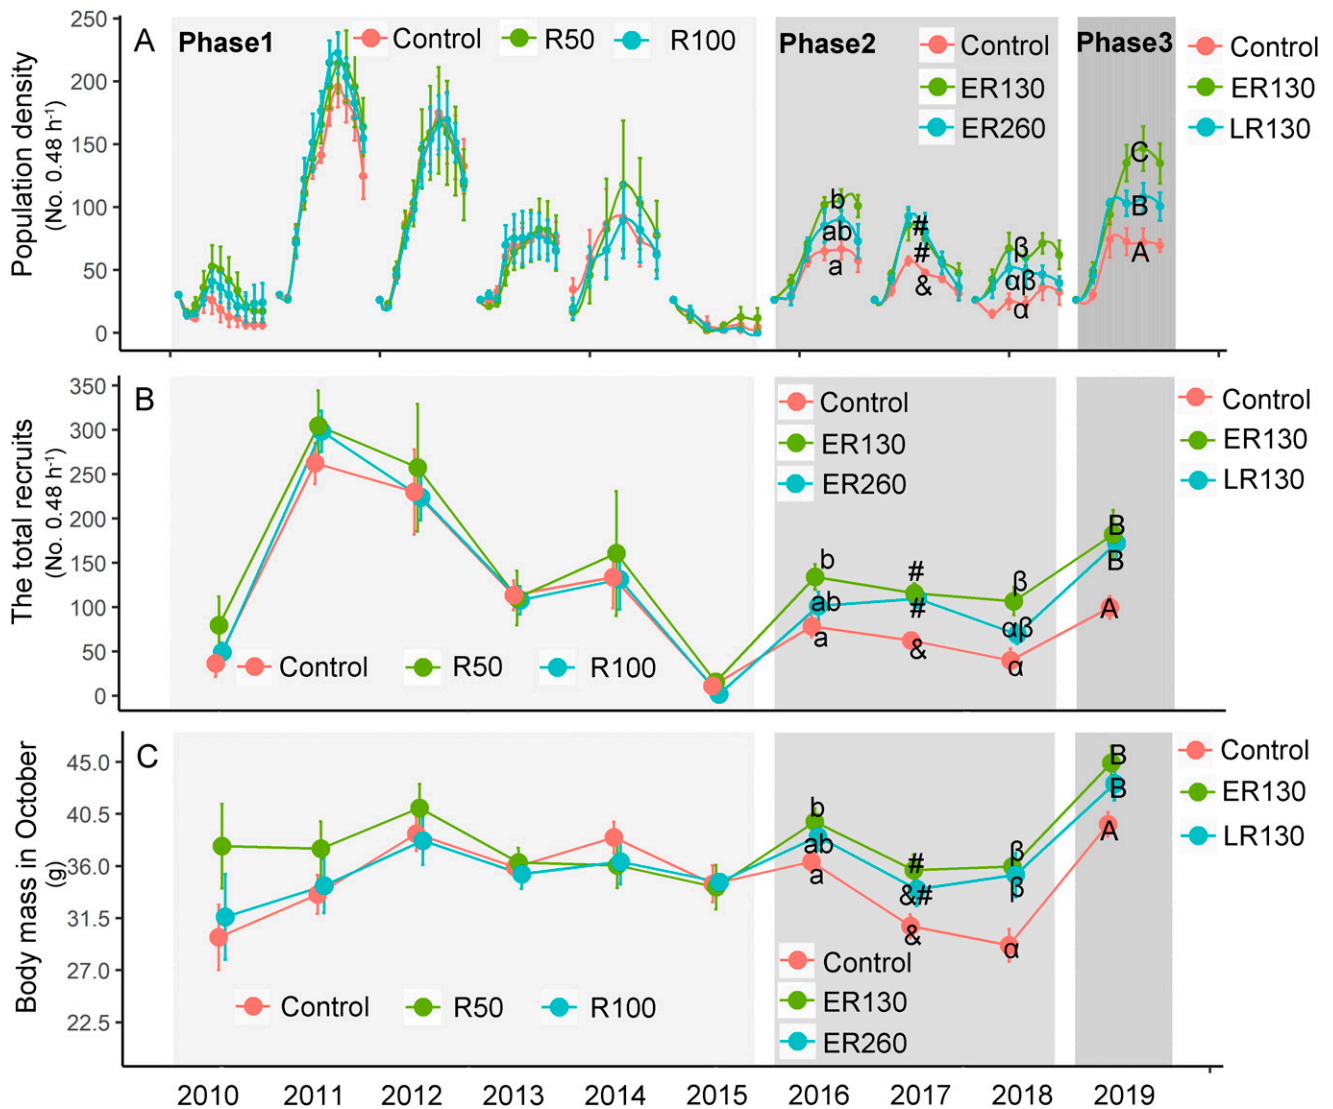 A Phase1 Control R50 R100 Phase2 Phase3
Control
ER130
ER260
Control
ER130
LR130
Population density
(No. 0.48 h⁻¹)
250
200
150
100
50
0
b
ab
a
#
#
&
β
αβ
α
C
B
A
B
The total recruits
(No. 0.48 h⁻¹)
350
300
250
200
150
100
50
0
Control R50 R100
Control
ER130
ER260
Control
ER130
LR130
b
ab
a
#
#
&
β
αβ
α
B
B
A
C
Body mass in October
(g)
45.0
40.5
36.0
31.5
27.0
22.5
Control R50 R100
Control
ER130
ER260
Control
ER130
LR130
b
ab
a
#
&#
&
β
β
α
B
B
A
2010 2011 2012 2013 2014 2015 2016 2017 2018 2019